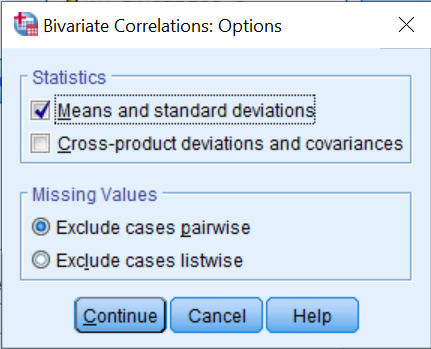 Bivariate Correlations: Options
Statistics
Means and standard deviations
Cross-product deviations and covariances
Missing Values
Exclude cases pairwise
Exclude cases listwise
Continue Cancel Help